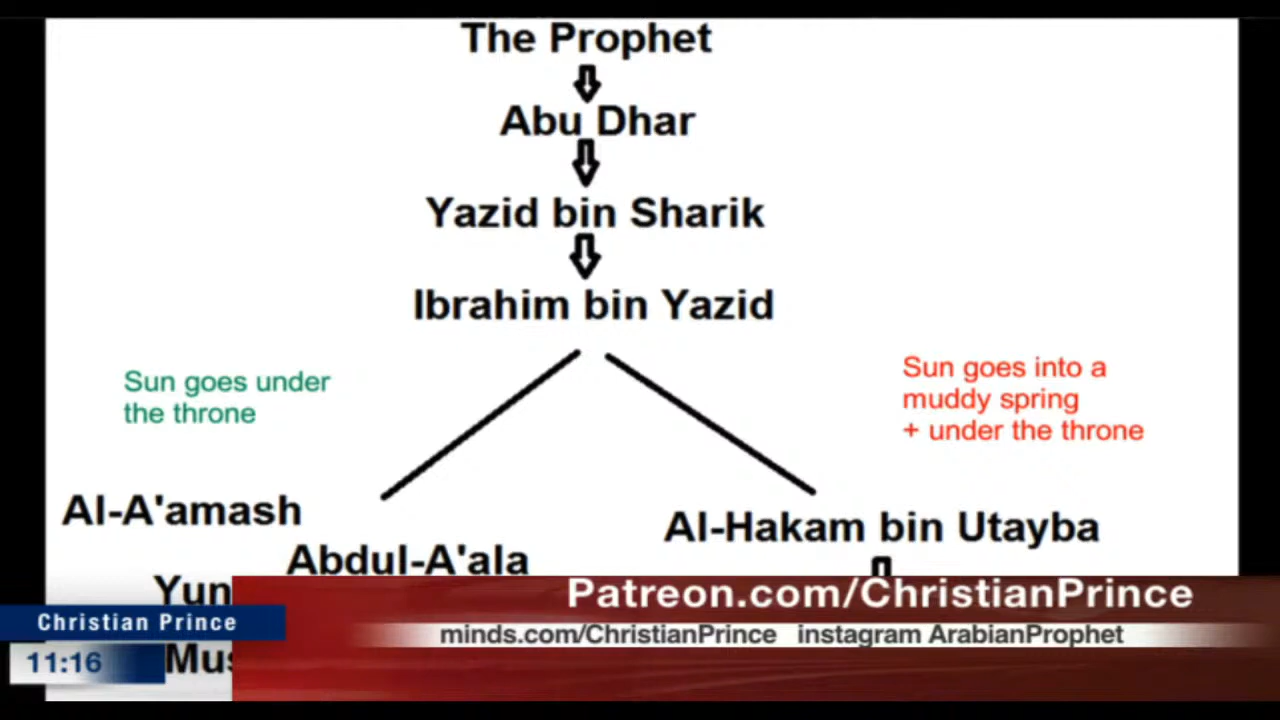 The Prophet
Abu Dhar
Yazid bin Sharik
Ibrahim bin Yazid
Sun goes under
the throne
Sun goes into a
muddy spring
+ under the throne
Al-A'amash
Abdul-A'ala
Al-Hakam bin Utayba
Patreon.com/ChristianPrince
Christian Prince
minds.com/ChristianPrince instagram ArabianProphet
11:16